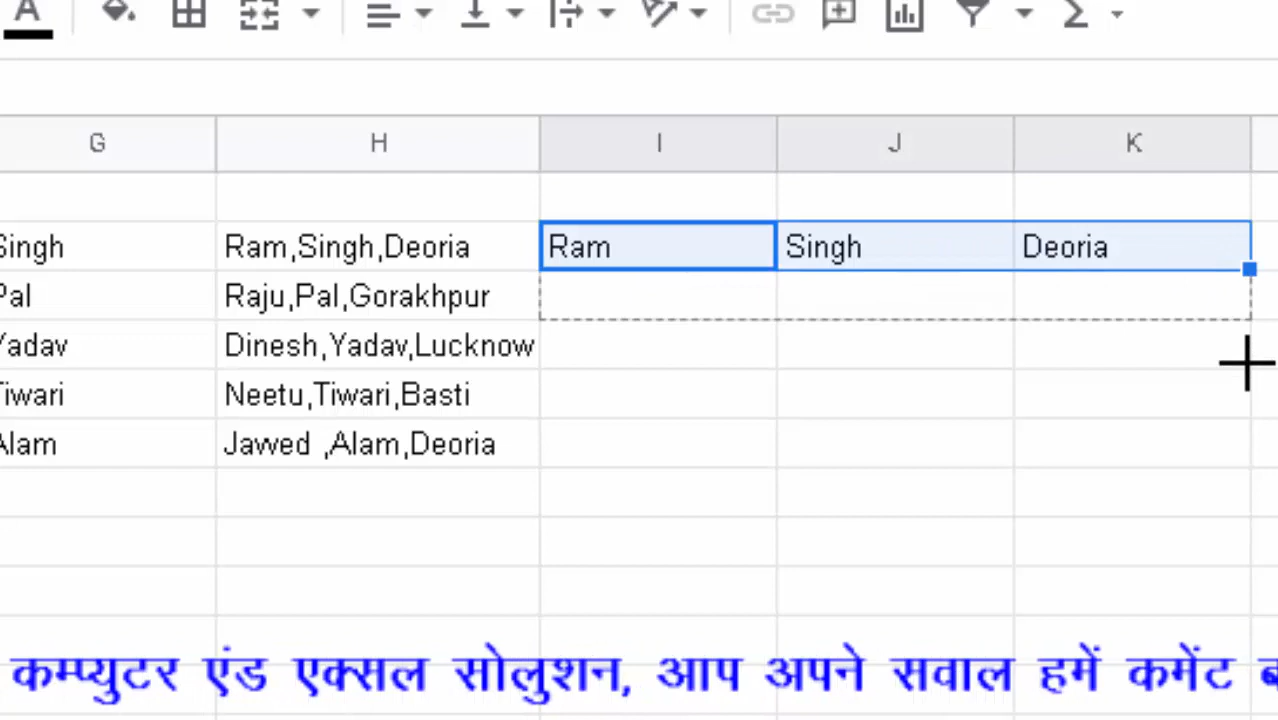 A
G H I J K
Singh Ram,Singh,Deoria Ram Singh Deoria
Pal Raju,Pal,Gorakhpur
Yadav Dinesh,Yadav,Lucknow
Tiwari Neetu,Tiwari,Basti
Alam Jawed ,Alam,Deoria
कम्प्युटर एंड एक्सल सोलुशन, आप अपने सवाल हमें कमेंट